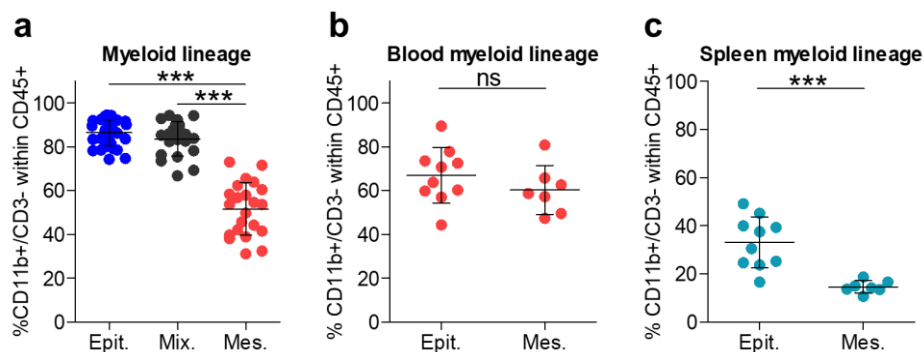 a
Myeloid lineage
%CD11b+/CD3- within CD45+
100
80
60
40
20
0
***
***
Epit. Mix. Mes.
b
Blood myeloid lineage
% CD11b+/CD3- within CD45+
100
80
60
40
20
0
ns
Epit. Mes.
c
Spleen myeloid lineage
% CD11b+/CD3- within CD45+
100
80
60
40
20
0
***
Epit. Mes.